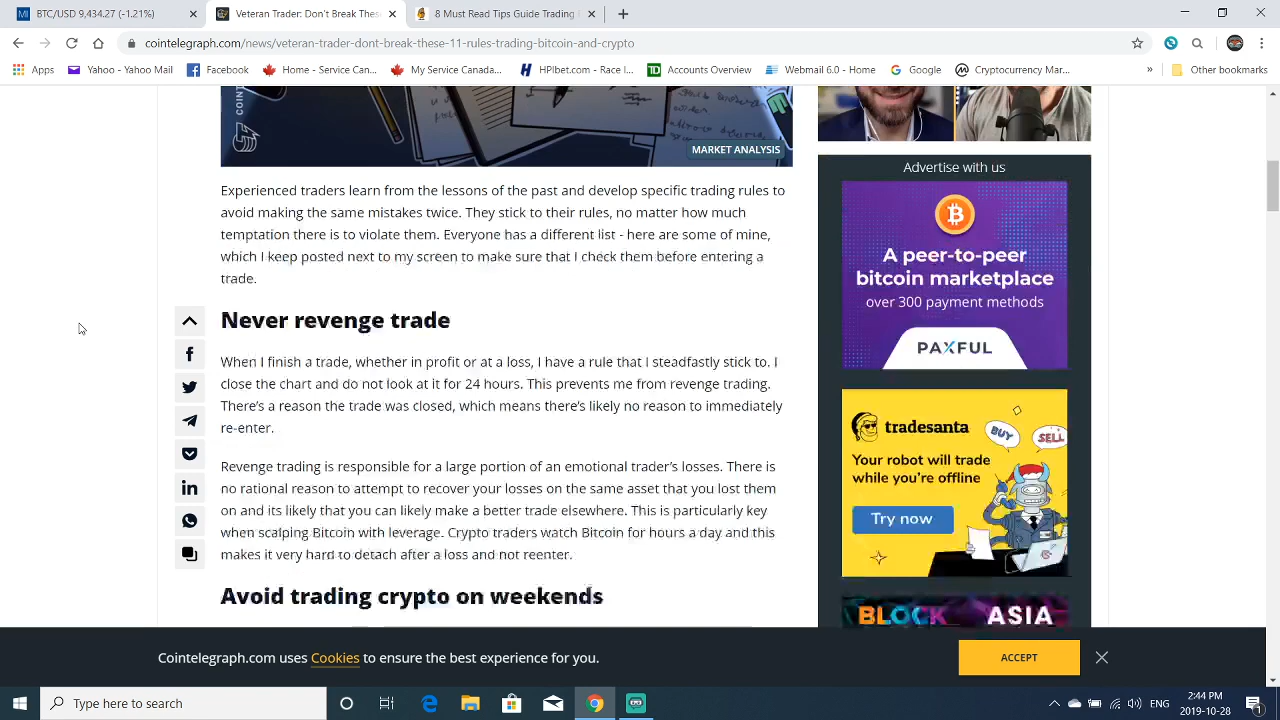 BTC/USD 9,434.27 (-1.21%)
Veteran Trader: Don't Break Thes
8 Must Read Tips Guide Trading
cointelegraph.com/news/veteran-trader-dont-break-these-11-rules-trading-bitcoin-and-crypto
Apps
Yahoo - Yahoo Mail
Facebook
Home - Service Can...
My Service Canada...
HPIbet.com - Race I...
TD
Accounts Overview
Webmail 6.0 - Home
Google
Cryptocurrency Mar...
»
Other Bookmarks
COINT
MARKET ANALYSIS
Experienced traders learn from the lessons of the past and develop specific trading rules to
avoid making the same mistakes twice. They stick to their rules, no matter how much
temptation there is to violate them. Everyone has a different list - here are some of mine,
which I keep posted next to my screen to make sure that I check them before entering a
trade.
Never revenge trade
When I finish a trade, whether in profit or at a loss, I have a rule that I steadfastly stick to. I
close the chart and do not look at it for 24 hours. This prevents me from revenge trading.
There's a reason the trade was closed, which means there's likely no reason to immediately
re-enter.
Revenge trading is responsible for a large portion of an emotional trader's losses. There is
no rational reason to attempt to recover your losses on the same asset that you lost them
on and its likely that you can likely make a better trade elsewhere. This is particularly key
when scalping Bitcoin with leverage. Crypto traders watch Bitcoin for hours a day and this
makes it very hard to detach after a loss and not reenter.
Avoid trading crypto on weekends
Advertise with us
A peer-to-peer
bitcoin marketplace
over 300 payment methods
PAXFUL
tradesanta
BUY
SELL
Your robot will trade
while you're offline
Try now
BLOCK ASIA
Cointelegraph.com uses Cookies to ensure the best experience for you.
ACCEPT
Type here to search
ENG
2:44 PM
2019-10-28